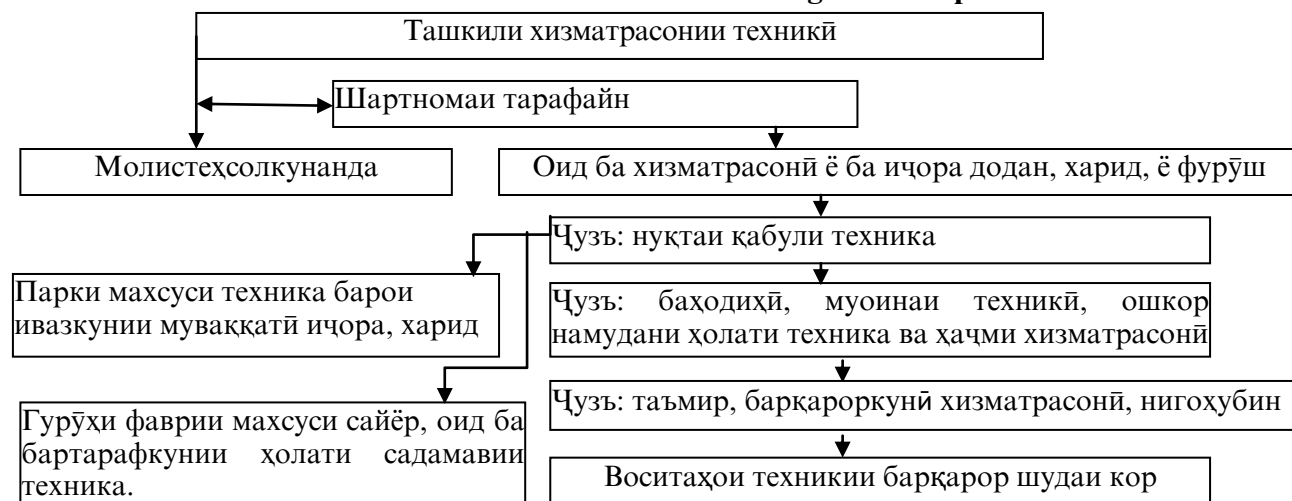 Ташкили хизматрасонии техникӣ
Шартномаи тарафайн
Молистеҳсолкунанда
Оид ба хизматрасонӣ ё ба иҷора додан, харид, ё фурӯш
Ҷузъ: нуқтаи қабули техника
Парки махсуси техника барои
ивазкунии муваққатӣ иҷора, харид
Ҷузъ: баҳодиҳӣ, муоинаи техникӣ, ошкор
намудани ҳолати техника ва ҳаҷми хизматрасонӣ
Ҷузъ: таъмир, барқароркунӣ хизматрасонӣ, нигоҳубин
Гурӯҳи фаврии махсуси сайёр, оид ба
бартарафкунии ҳолати садамавии
техника.
Воситаҳои техникии барқарор шудаи кор